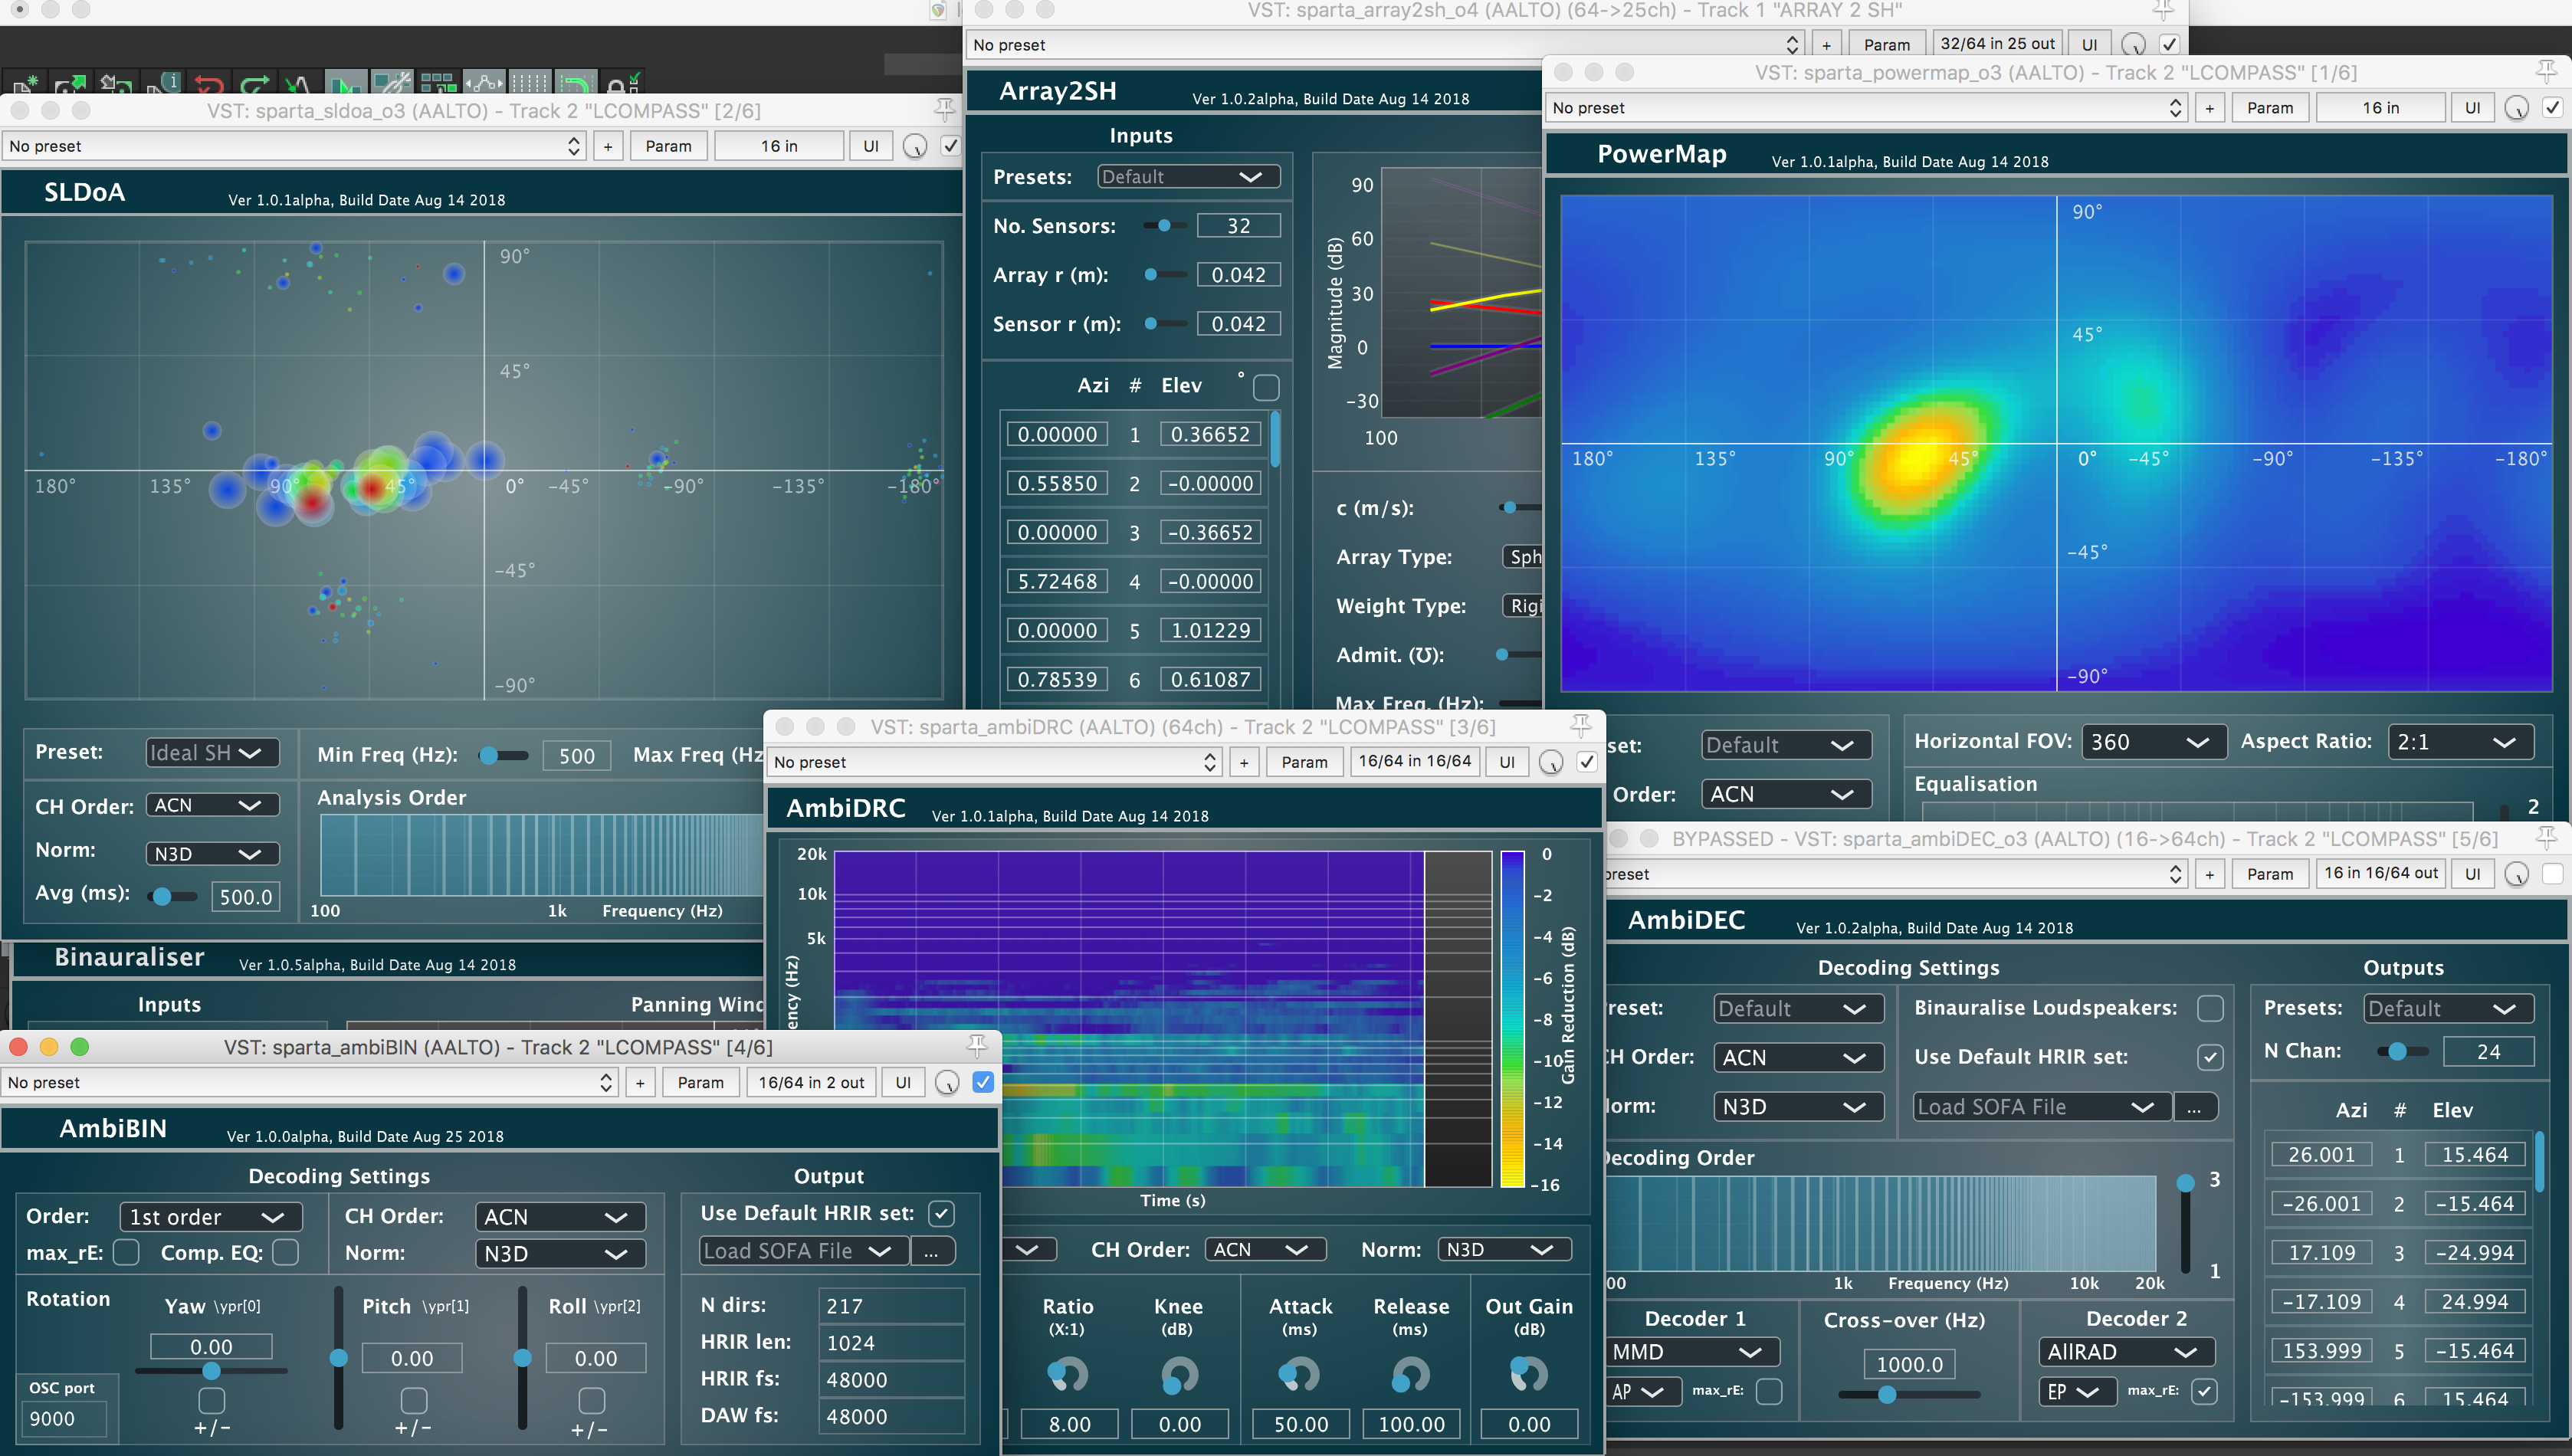 VST: sparta_array2sh_o4 (AALTO) (64->25ch) - Track 1 "ARRAY 2 SH"
No preset
+
Param
32/64 in 25 out
UI
Array2SH
Ver 1.0.2alpha, Build Date Aug 14 2018
Inputs
Presets: Default
No. Sensors: 32
Array r (m): 0.042
Sensor r (m): 0.042
Azi # Elev °
0.00000 1 0.36652
0.55850 2 -0.00000
0.00000 3 -0.36652
5.72468 4 -0.00000
0.00000 5 1.01229
0.78539 6 0.61087
Magnitude (dB)
90
60
30
0
-30
100
c (m/s):
Array Type: Sph
Weight Type: Rigi
Admit. (℧):
Max Freq. (Hz):
VST: sparta_powermap_o3 (AALTO) - Track 2 "LCOMPASS" [1/6]
No preset
+
Param
16 in
UI
PowerMap
Ver 1.0.1alpha, Build Date Aug 14 2018
90°
45°
180° 135° 90° 45° 0° -45° -90° -135° -180°
-45°
-90°
set: Default
Order: ACN
Horizontal FOV: 360
Aspect Ratio: 2:1
Equalisation
2
VST: sparta_sldoa_o3 (AALTO) - Track 2 "LCOMPASS" [2/6]
No preset
+
Param
16 in
UI
SLDoA
Ver 1.0.1alpha, Build Date Aug 14 2018
90°
45°
180° 135° 90° 45° 0° -45° -90° -135° -180°
-45°
-90°
Preset: Ideal SH
Min Freq (Hz): 500
Max Freq (Hz
CH Order: ACN
Norm: N3D
Avg (ms): 500.0
Analysis Order
100 1k Frequency (Hz)
Binauraliser
Ver 1.0.5alpha, Build Date Aug 14 2018
Inputs
Panning Wind
VST: sparta_ambiDRC (AALTO) (64ch) - Track 2 "LCOMPASS" [3/6]
No preset
+
Param
16/64 in 16/64
UI
AmbiDRC
Ver 1.0.1alpha, Build Date Aug 14 2018
20k
10k
5k
ency (Hz)
Time (s)
0
-2
-4
-6
-8
-10
-12
-14
-16
Gain Reduction (dB)
CH Order: ACN
Norm: N3D
Ratio
(X:1)
8.00
Knee
(dB)
0.00
Attack
(ms)
50.00
Release
(ms)
100.00
Out Gain
(dB)
0.00
VST: sparta_ambiBIN (AALTO) - Track 2 "LCOMPASS" [4/6]
No preset
+
Param
16/64 in 2 out
UI
AmbiBIN
Ver 1.0.0alpha, Build Date Aug 25 2018
Decoding Settings
Order: 1st order
CH Order: ACN
max_rE:
Comp. EQ:
Norm: N3D
Rotation
Yaw \ypr[0]
0.00
+/-
Pitch \ypr[1]
0.00
+/-
Roll \ypr[2]
0.00
+/-
OSC port
9000
Output
Use Default HRIR set:
Load SOFA File ...
N dirs: 217
HRIR len: 1024
HRIR fs: 48000
DAW fs: 48000
BYPASSED - VST: sparta_ambiDEC_o3 (AALTO) (16->64ch) - Track 2 "LCOMPASS" [5/6]
preset
+
Param
16 in 16/64 out
UI
AmbiDEC
Ver 1.0.2alpha, Build Date Aug 14 2018
Decoding Settings
reset: Default
CH Order: ACN
Norm: N3D
Binauralise Loudspeakers:
Use Default HRIR set:
Load SOFA File ...
Decoding Order
3
1
00 1k Frequency (Hz) 10k 20k
Decoder 1
MMD
AP
max_rE:
Cross-over (Hz)
1000.0
Decoder 2
AllRAD
EP
max_rE:
Outputs
Presets: Default
N Chan: 24
Azi # Elev
26.001 1 15.464
-26.001 2 -15.464
17.109 3 -24.994
-17.109 4 24.994
153.999 5 -15.464
-153.999 6 15.464